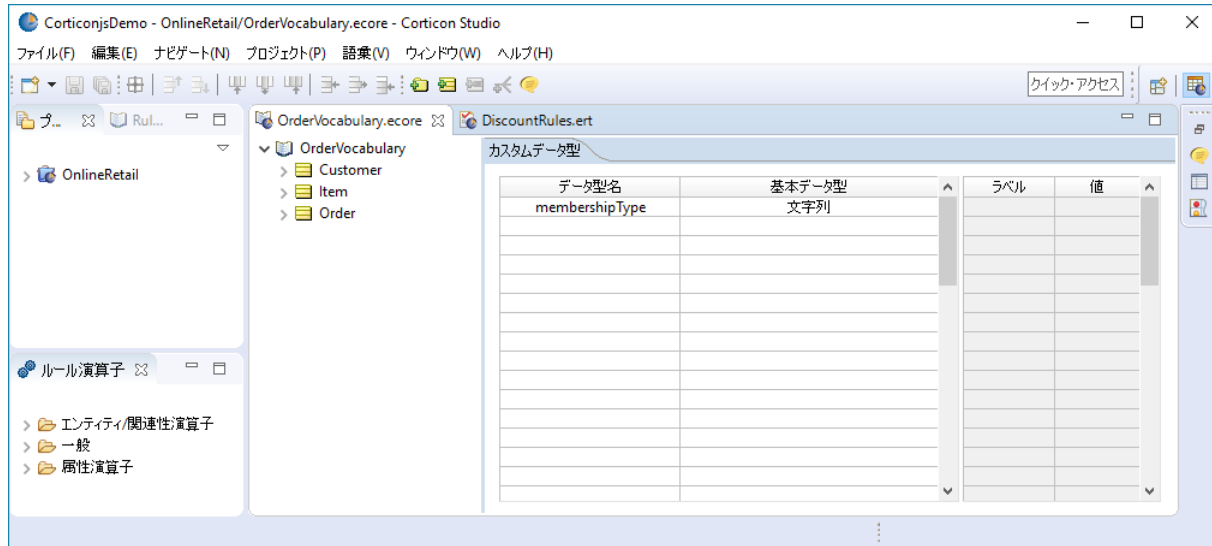 CorticonjsDemo - OnlineRetail/OrderVocabulary.ecore - Corticon Studio
ファイル(F) 編集(E) ナビゲート(N) プロジェクト(P) 語彙(V) ウィンドウ(W) ヘルプ(H)
クイック・アクセス
プ... Rul...
OnlineRetail
ルール演算子
エンティティ/関連性演算子
一般
属性演算子
OrderVocabulary.ecore DiscountRules.ert
OrderVocabulary
Customer
Item
Order
カスタムデータ型
データ型名 基本データ型 ラベル 値
membershipType 文字列